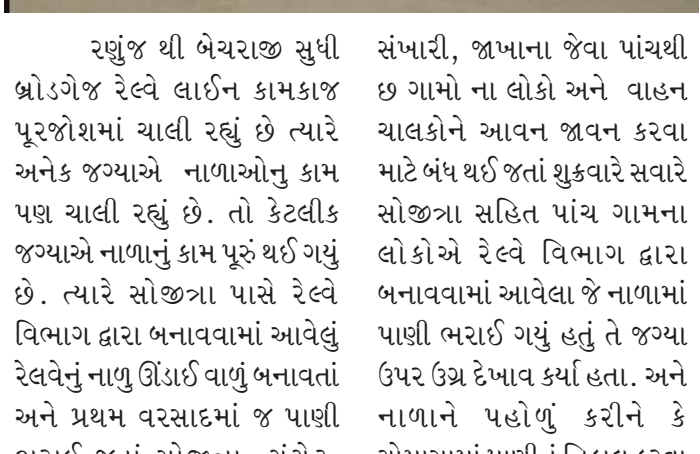 રણુંજ થી બેચરાજી સુધી
બ્રોડગેજ રેલ્વે લાઈન કામકાજ
પૂરજોશમાં ચાલી રહ્યું છે ત્યારે
અનેક જગ્યાએ નાળાઓનુ કામ
પણ ચાલી રહ્યું છે. તો કેટલીક
જગ્યાએ નાળાનું કામ પૂરું થઈ ગયું
છે. ત્યારે સોજીત્રા પાસે રેલ્વે
વિભાગ દ્વારા બનાવવામાં આવેલું
રેલવેનું નાળુ ઊંડાઈ વાળું બનાવતાં
અને પ્રથમ વરસાદમાં જ પાણી
સંખારી, જાખાના જેવા પાંચથી
છ ગામો ના લોકો અને વાહન
ચાલકોને આવન જાવન કરવા
માટે બંધ થઈ જતાં શુક્રવારે સવારે
સોજીત્રા સહિત પાંચ ગામના
લોકોએ રેલ્વે વિભાગ દ્વારા
બનાવવામાં આવેલા જે નાળામાં
પાણી ભરાઈ ગયું હતું તે જગ્યા
ઉપર ઉગ્ર દેખાવ કર્યા હતા. અને
નાળાને પહોળું કરીને કે